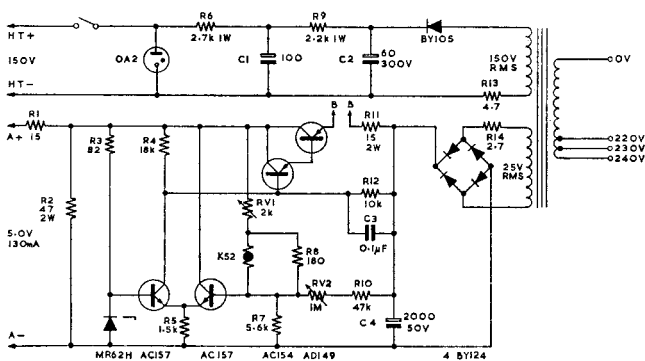 R6
2·7k 1W
R9
2·2k 1W
BY105
HT+
150V
HT-
OA2
C1
100
C2
60
300V
150V
RMS
R13
4·7
0V
220V
230V
240V
A+
R1
15
R3
82
R4
18k
B
B
R11
15
2W
R14
2·7
25V
RMS
R12
10k
C3
0·1µF
RV1
2k
R2
47
2W
5·0V
130mA
K52
R8
180
RV2
1M
R10
47k
R5
1·5k
R7
5·6k
C4
2000
50V
A-
MR62H
AC157
AC157
AC154
AD149
4 BY124